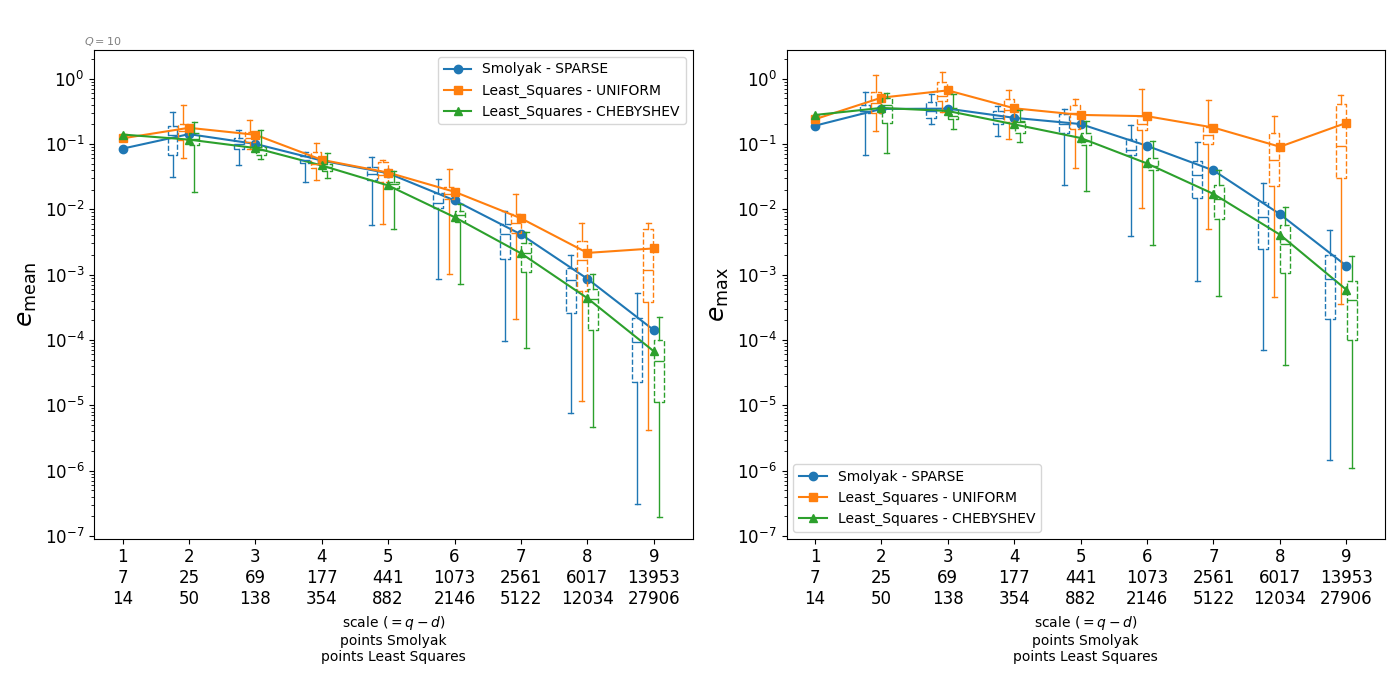 Q = 10
10⁰
10⁻¹
10⁻²
10⁻³
10⁻⁴
10⁻⁵
10⁻⁶
10⁻⁷
e_mean
Smolyak - SPARSE
Least_Squares - UNIFORM
Least_Squares - CHEBYSHEV
1 2 3 4 5 6 7 8 9
7 25 69 177 441 1073 2561 6017 13953
14 50 138 354 882 2146 5122 12034 27906
scale (= q − d)
points Smolyak
points Least Squares
10⁰
10⁻¹
10⁻²
10⁻³
10⁻⁴
10⁻⁵
10⁻⁶
10⁻⁷
e_max
Smolyak - SPARSE
Least_Squares - UNIFORM
Least_Squares - CHEBYSHEV
1 2 3 4 5 6 7 8 9
7 25 69 177 441 1073 2561 6017 13953
14 50 138 354 882 2146 5122 12034 27906
scale (= q − d)
points Smolyak
points Least Squares